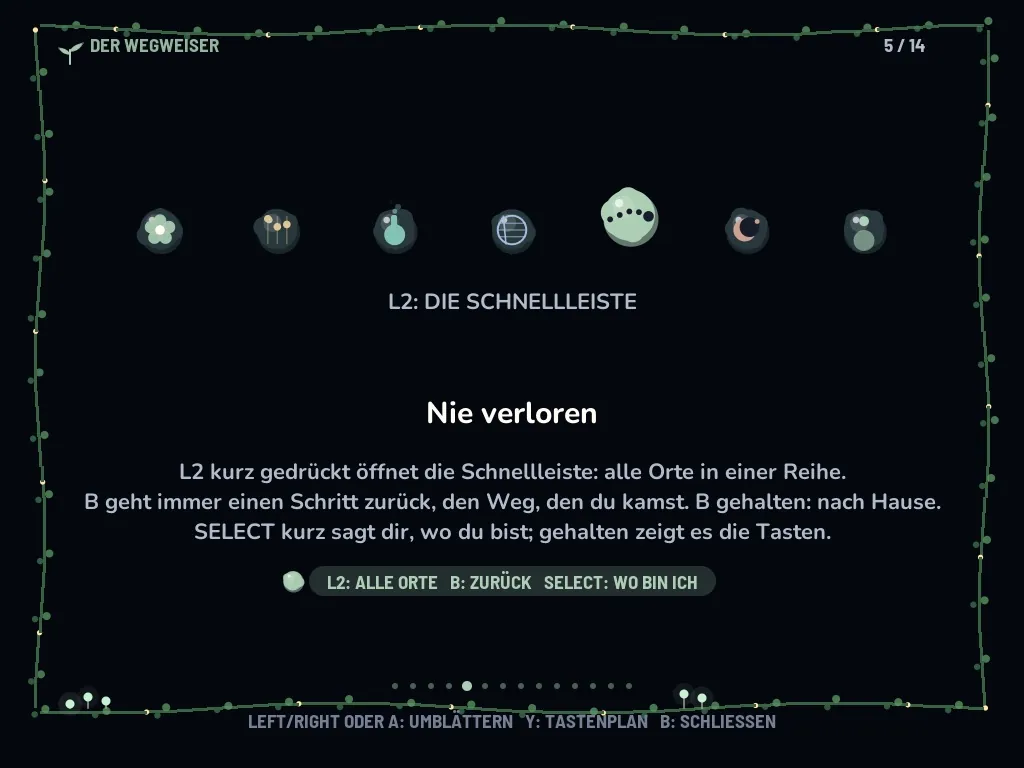 DER WEGWEISER
5 / 14
L2: DIE SCHNELLLEISTE
Nie verloren
L2 kurz gedrückt öffnet die Schnellleiste: alle Orte in einer Reihe.
B geht immer einen Schritt zurück, den Weg, den du kamst. B gehalten: nach Hause.
SELECT kurz sagt dir, wo du bist; gehalten zeigt es die Tasten.
L2: ALLE ORTE B: ZURÜCK SELECT: WO BIN ICH
LEFT/RIGHT ODER A: UMBLÄTTERN Y: TASTENPLAN B: SCHLIESSEN